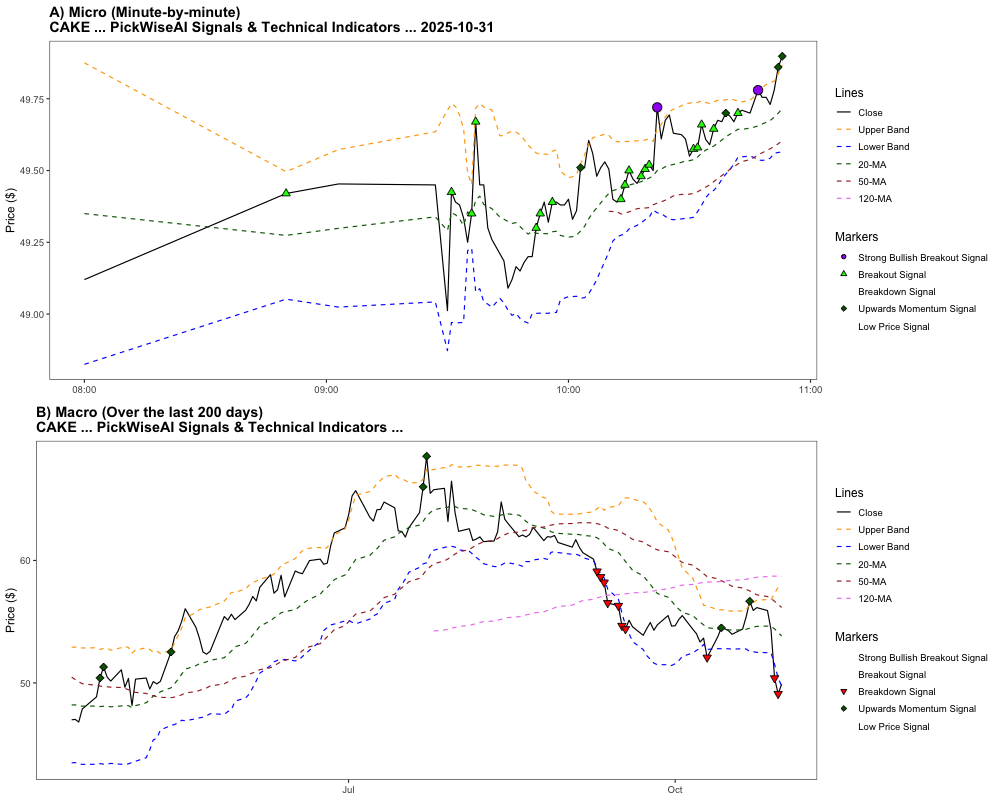 A) Micro (Minute-by-minute)
CAKE ... PickWiseAI Signals & Technical Indicators ... 2025-10-31
Price ($)
49.75
49.50
49.25
49.00
08:00
09:00
10:00
11:00
Lines
Close
Upper Band
Lower Band
20-MA
50-MA
120-MA
Markers
Strong Bullish Breakout Signal
Breakout Signal
Breakdown Signal
Upwards Momentum Signal
Low Price Signal
B) Macro (Over the last 200 days)
CAKE ... PickWiseAI Signals & Technical Indicators ...
Price ($)
60
50
Jul
Oct
Lines
Close
Upper Band
Lower Band
20-MA
50-MA
120-MA
Markers
Strong Bullish Breakout Signal
Breakout Signal
Breakdown Signal
Upwards Momentum Signal
Low Price Signal